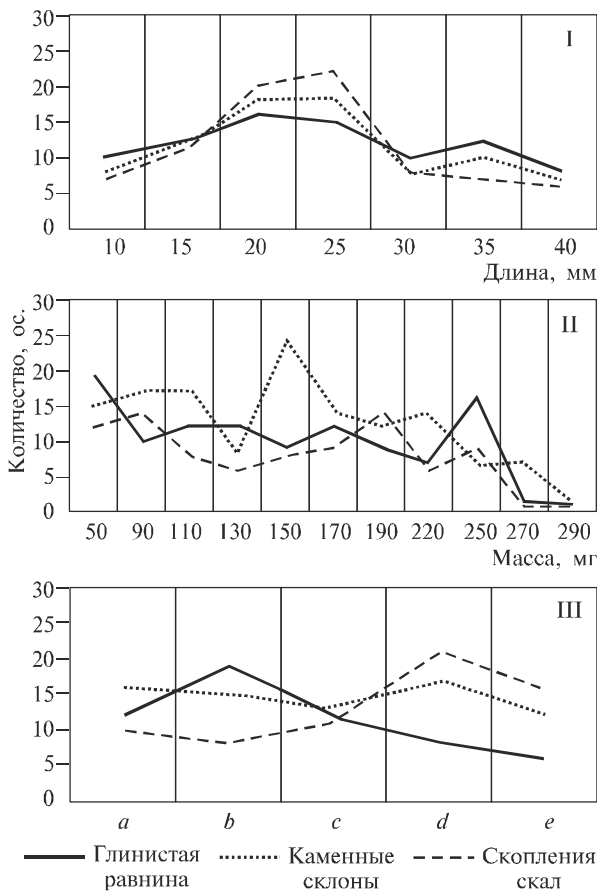 30
25
20
15
10
5
0
I
10 15 20 25 30 35 40
Длина, мм
Количество, ос.
30
25
20
15
10
5
0
II
50 90 110 130 150 170 190 220 250 270 290
Масса, мг
30
25
20
15
10
5
0
III
a b c d e
Глинистая равнина
Каменные склоны
Скопления скал